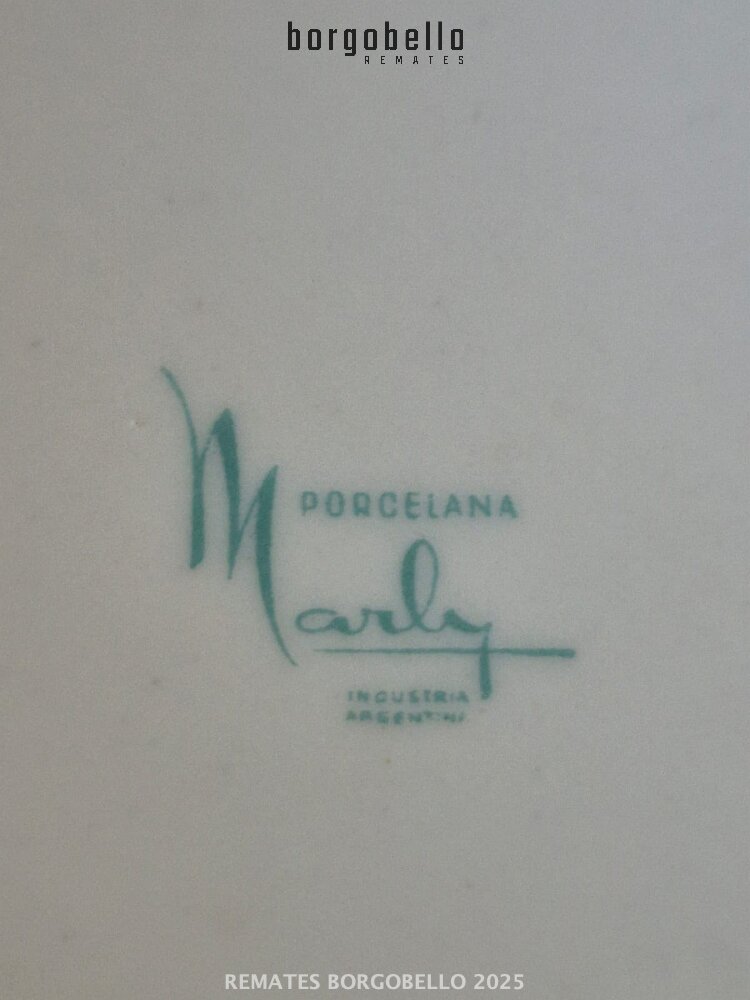 borgobello
REMATES
PORCELANA
Marly
INDUSTRIA
ARGENTINA
REMATES BORGOBELLO 2025